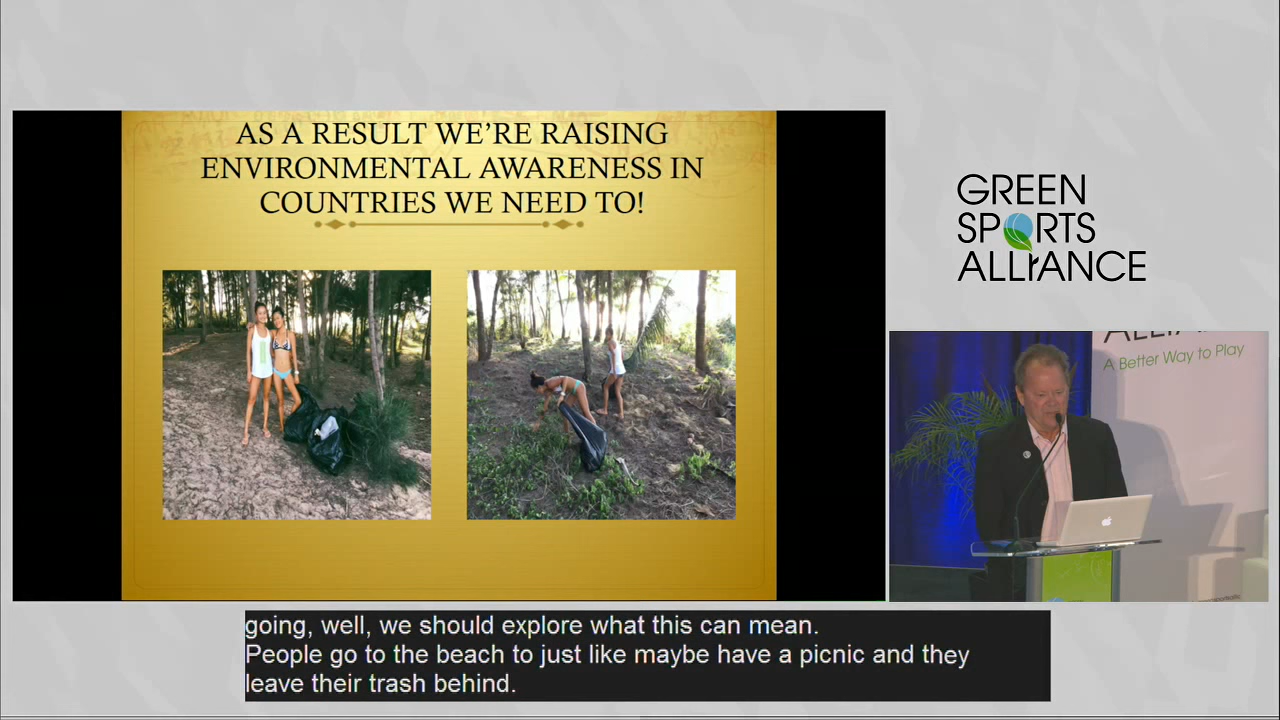 AS A RESULT WE'RE RAISING
ENVIRONMENTAL AWARENESS IN
COUNTRIES WE NEED TO!
GREEN
SPORTS
ALLIANCE
A Better Way to Play
going, well, we should explore what this can mean.
People go to the beach to just like maybe have a picnic and they
leave their trash behind.